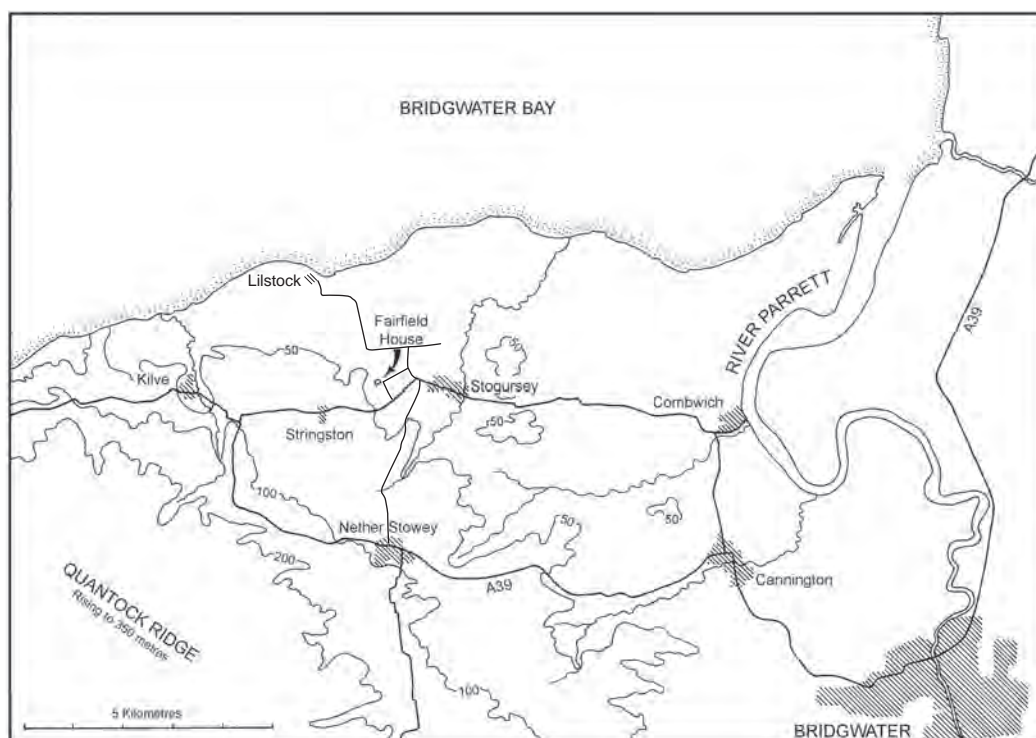 BRIDGWATER BAY
Lilstock
Fairfield
House
RIVER PARRETT
A39
50
50
Kilve
Stogursey
Combwich
Stringston
50
100
Nether Stowey
50
50
200
A39
Cannington
QUANTOCK RIDGE
Rising to 350 metres
100
5 Kilometres
BRIDGWATER